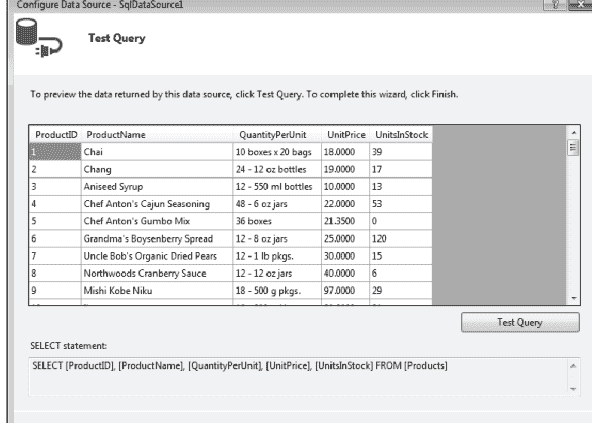 Configure Data Source - SqlDataSource1
Test Query
To preview the data returned by this data source, click Test Query. To complete this wizard, click Finish.
ProductID ProductName QuantityPerUnit UnitPrice UnitsInStock
1 Chai 10 boxes x 20 bags 18.0000 39
2 Chang 24 - 12 oz bottles 19.0000 17
3 Aniseed Syrup 12 - 550 ml bottles 10.0000 13
4 Chef Anton's Cajun Seasoning 48 - 6 oz jars 22.0000 53
5 Chef Anton's Gumbo Mix 36 boxes 21.3500 0
6 Grandma's Boysenberry Spread 12 - 8 oz jars 25.0000 120
7 Uncle Bob's Organic Dried Pears 12 - 1 lb pkgs. 30.0000 15
8 Northwoods Cranberry Sauce 12 - 12 oz jars 40.0000 6
9 Mishi Kobe Niku 18 - 500 g pkgs. 97.0000 29
Test Query
SELECT statement:
SELECT [ProductID], [ProductName], [QuantityPerUnit], [UnitPrice], [UnitsInStock] FROM [Products]